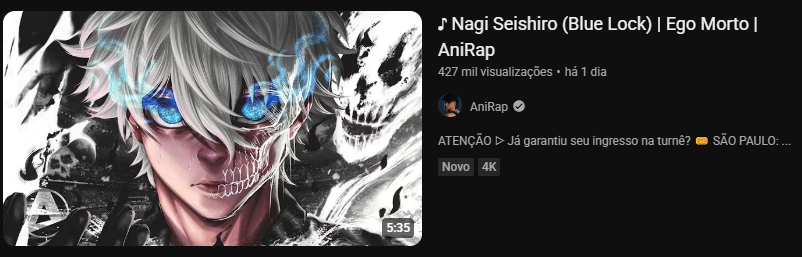 ♪ Nagi Seishiro (Blue Lock) | Ego Morto |
AniRap
427 mil visualizações • há 1 dia
AniRap
ATENÇÃO ▷ Já garantiu seu ingresso na turnê? 🎟️ SÃO PAULO: ...
Novo 4K
5:35